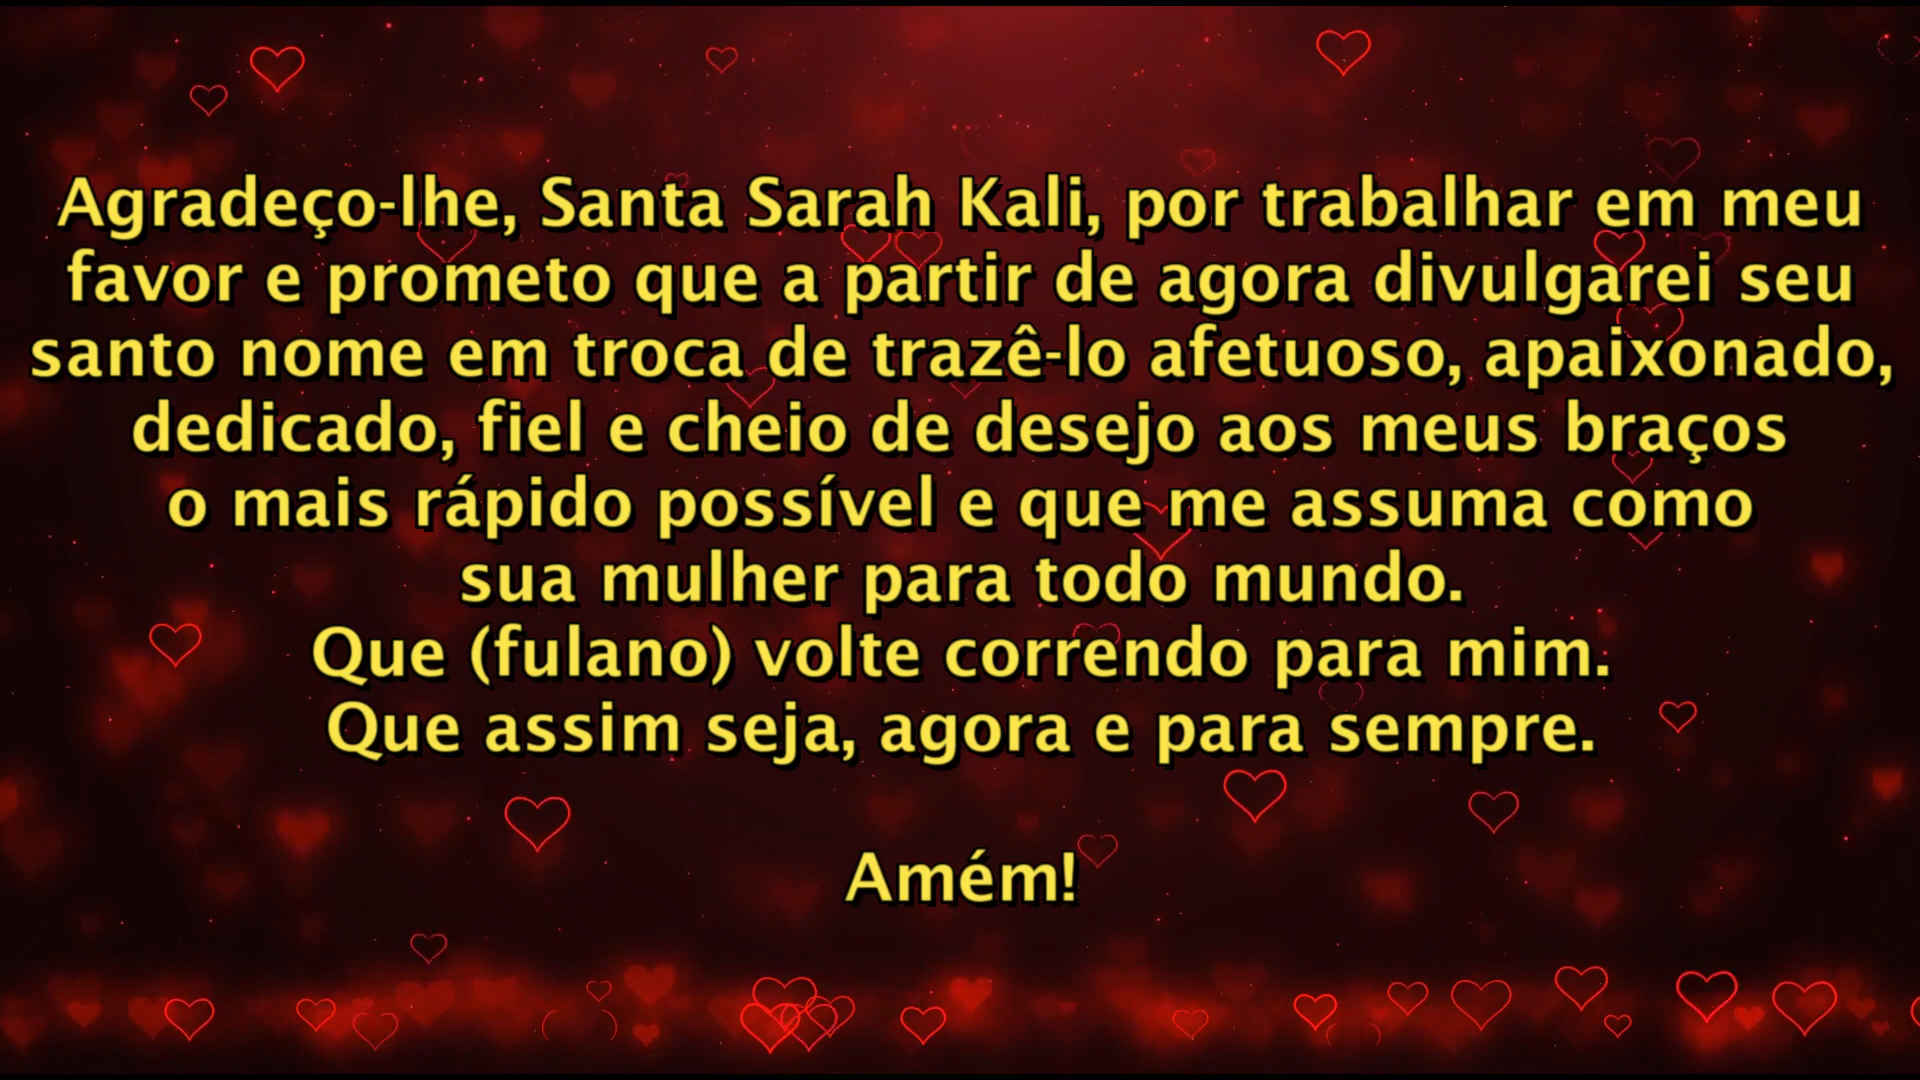 Agradeço-lhe, Santa Sarah Kali, por trabalhar em meu
favor e prometo que a partir de agora divulgarei seu
santo nome em troca de trazê-lo afetuoso, apaixonado,
dedicado, fiel e cheio de desejo aos meus braços
o mais rápido possível e que me assuma como
sua mulher para todo mundo.
Que (fulano) volte correndo para mim.
Que assim seja, agora e para sempre.
Amém!